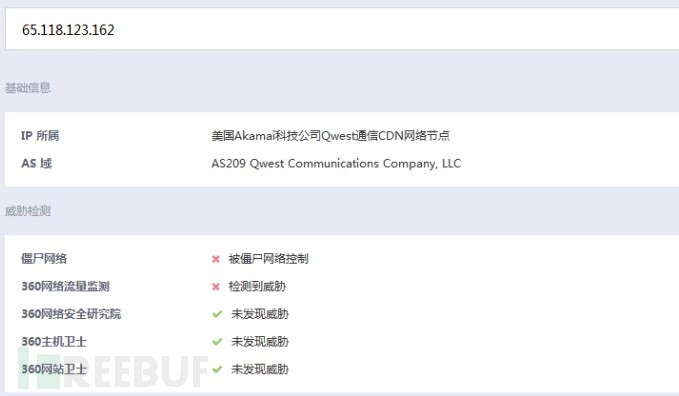 65.118.123.162
基础信息
IP 所属 美国Akamai科技公司Qwest通信CDN网络节点
AS 域 AS209 Qwest Communications Company, LLC
威胁检测
僵尸网络 被僵尸网络控制
360网络流量监测 检测到威胁
360网络安全研究院 未发现威胁
360主机卫士 未发现威胁
360网站卫士 未发现威胁
REEBUF